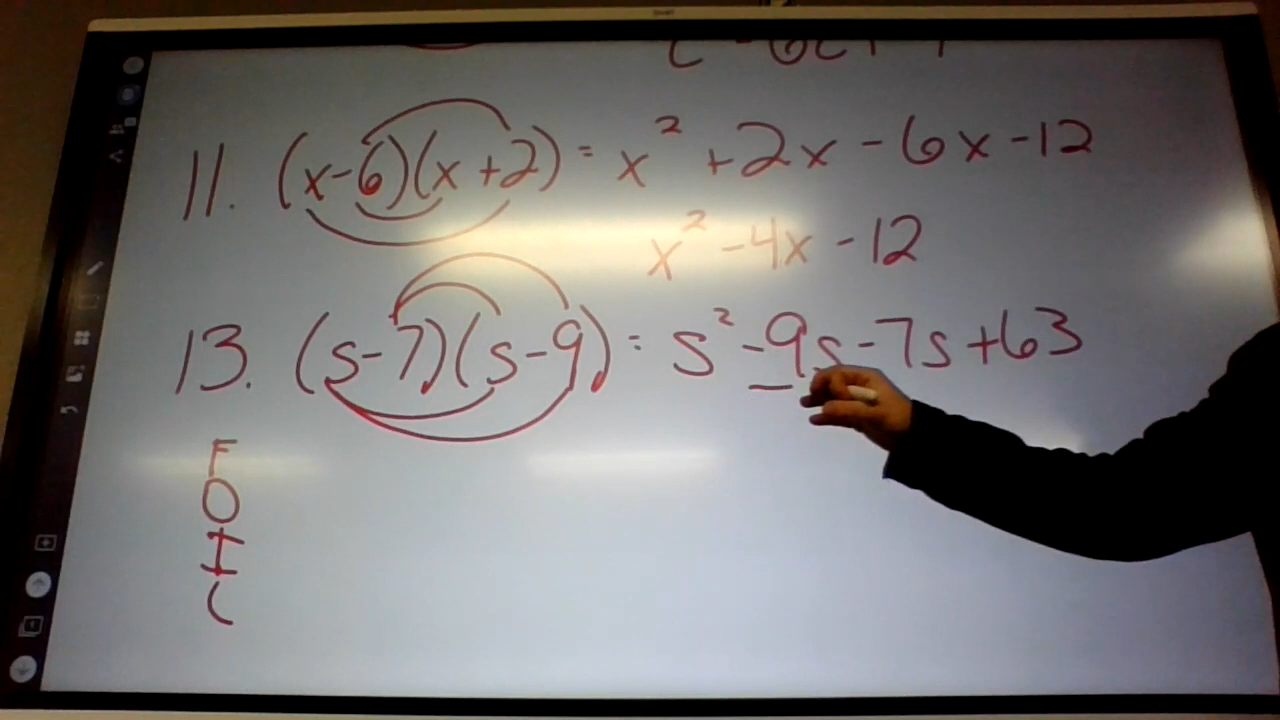 11. (x-6)(x+2) = x² +2x -6x -12
x² -4x -12
13. (s-7)(s-9) = s² -9s -7s +63
F
O
I
L